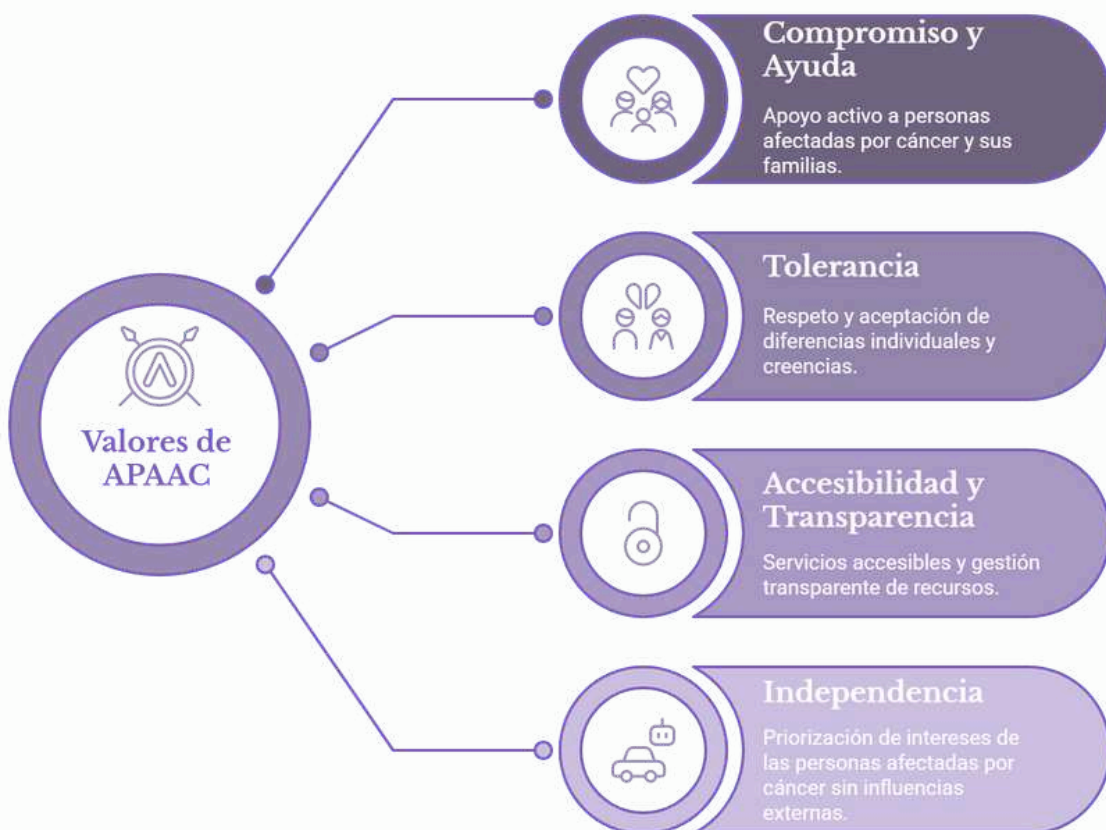 Compromiso y
Ayuda
Apoyo activo a personas
afectadas por cáncer y sus
familias.
Tolerancia
Respeto y aceptación de
diferencias individuales y
creencias.
Valores de
APAAC
Accesibilidad y
Transparencia
Servicios accesibles y gestión
transparente de recursos.
Independencia
Priorización de intereses de
las personas afectadas por
cáncer sin influencias
externas.